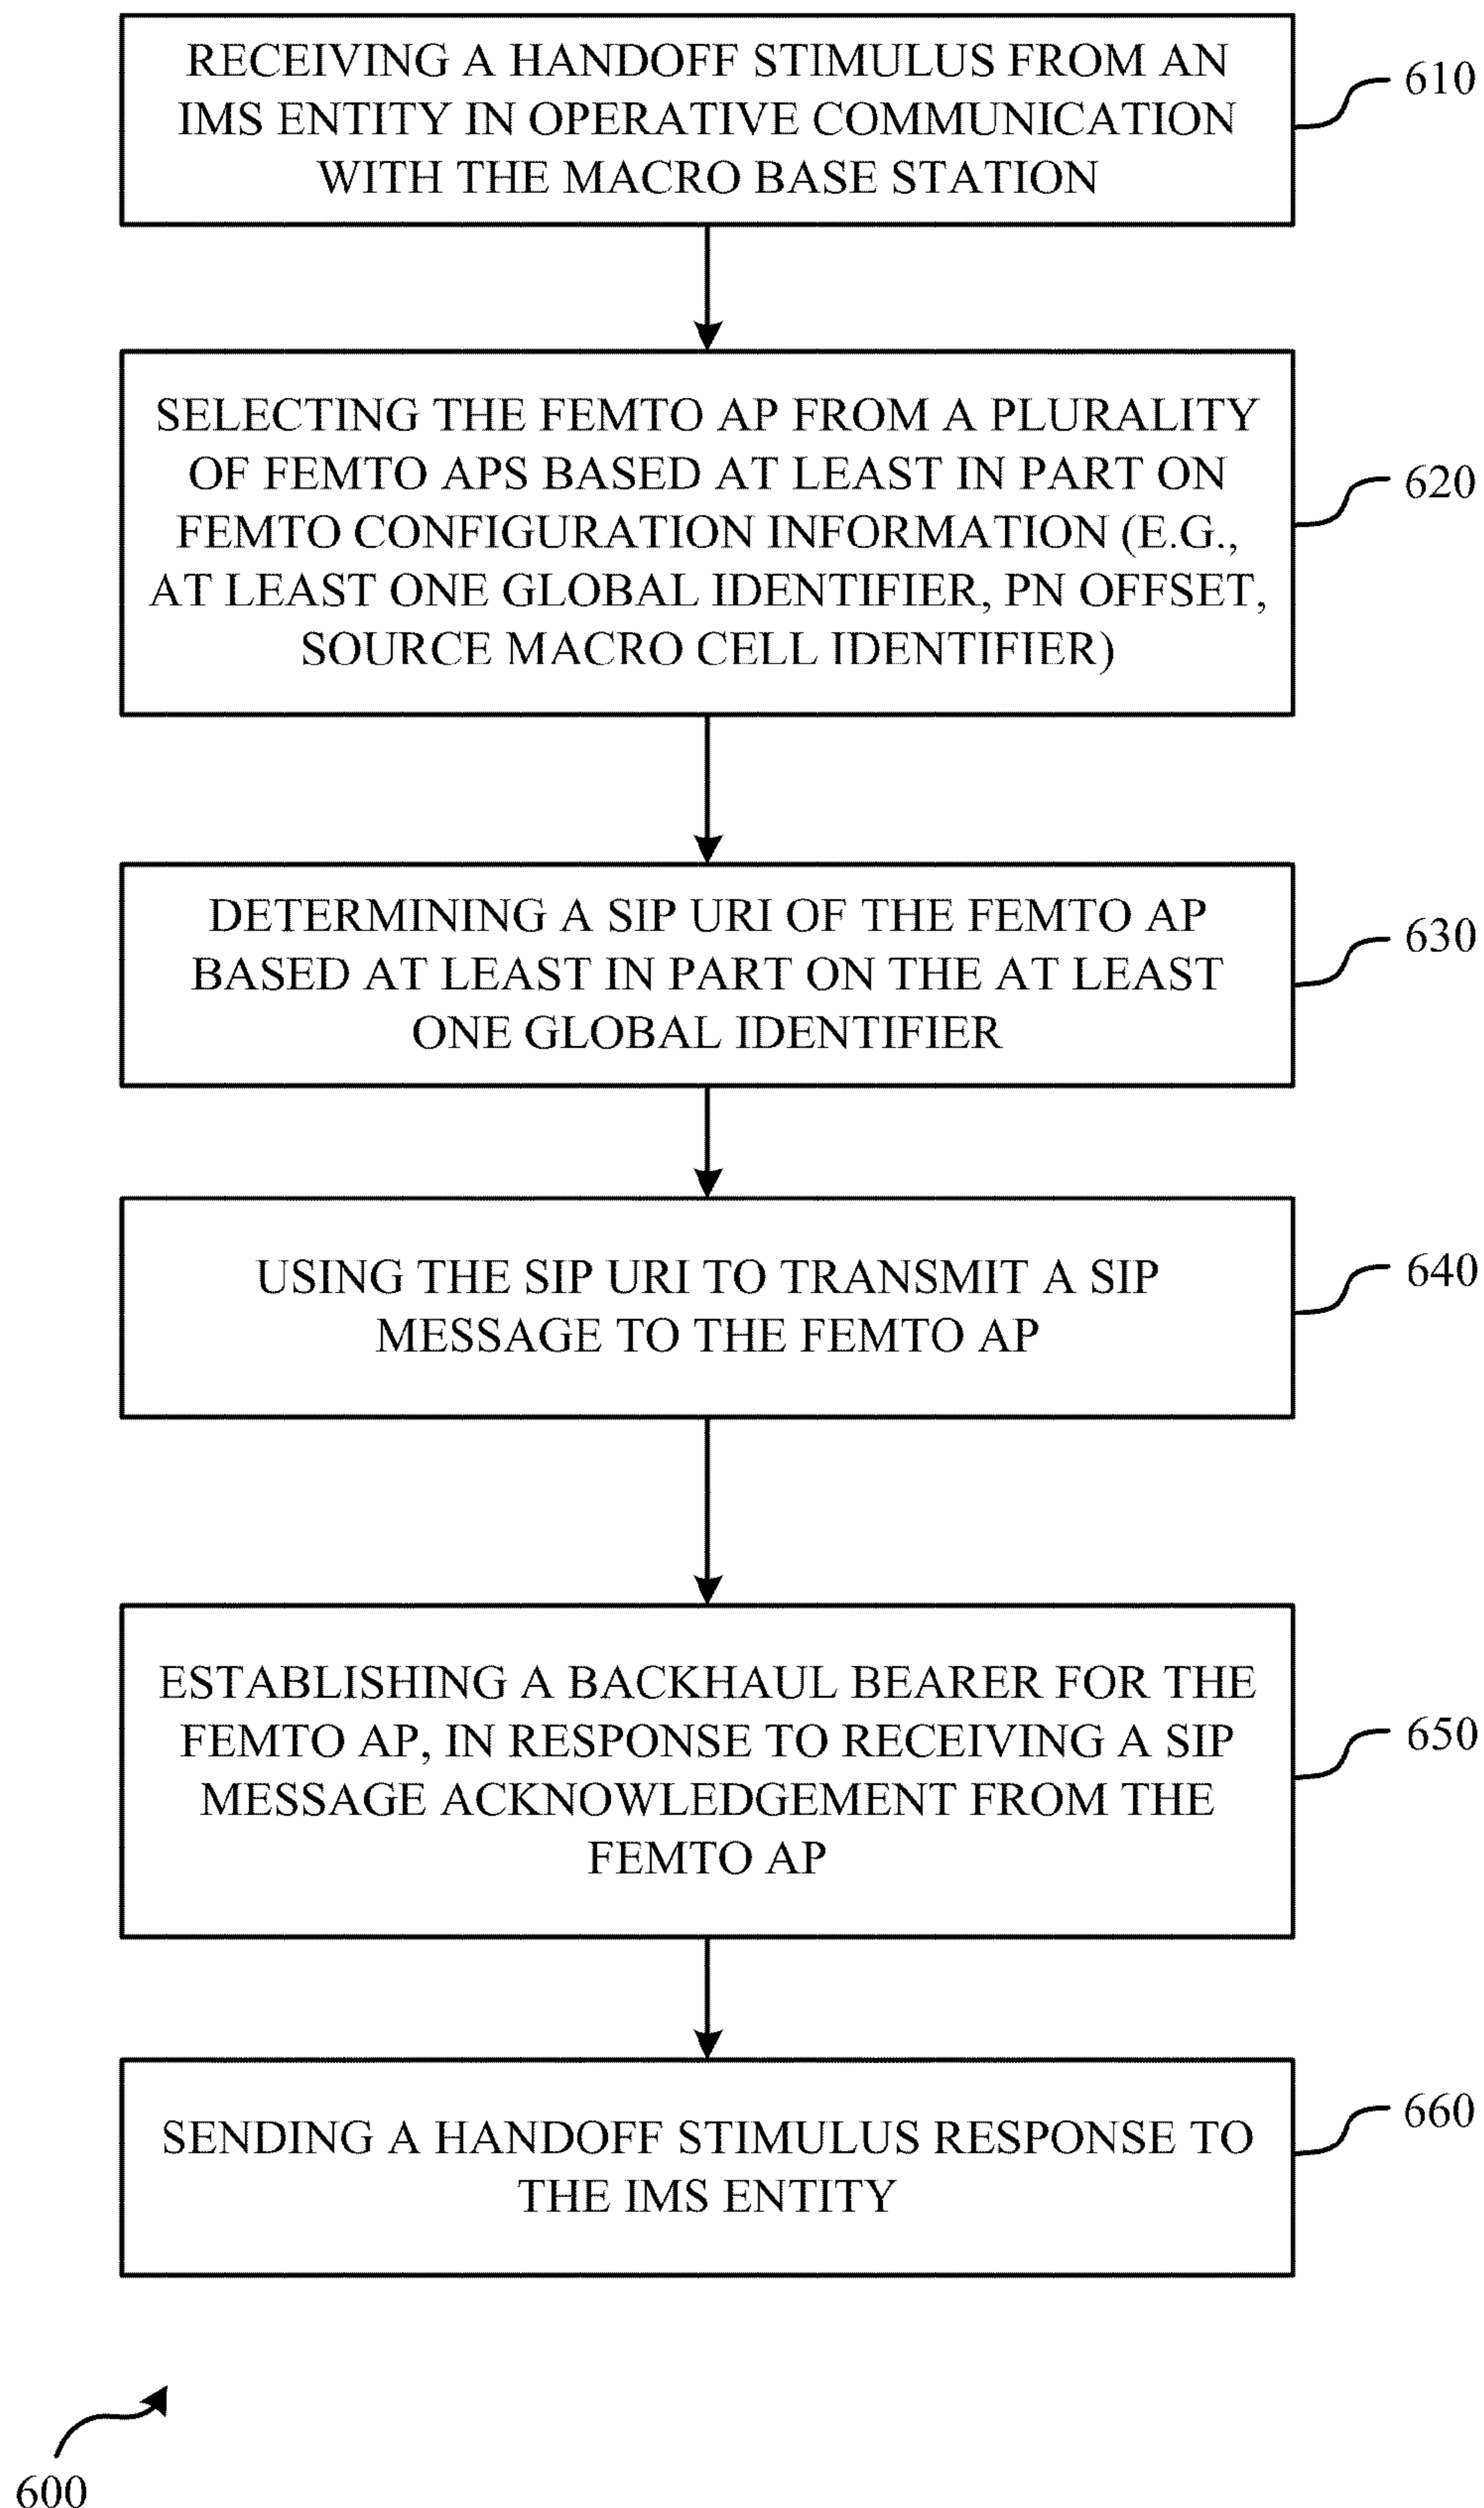 RECEIVING A HANDOFF STIMULUS FROM AN
IMS ENTITY IN OPERATIVE COMMUNICATION
WITH THE MACRO BASE STATION
610
SELECTING THE FEMTO AP FROM A PLURALITY
OF FEMTO APS BASED AT LEAST IN PART ON
FEMTO CONFIGURATION INFORMATION (E.G.,
AT LEAST ONE GLOBAL IDENTIFIER, PN OFFSET,
SOURCE MACRO CELL IDENTIFIER)
620
DETERMINING A SIP URI OF THE FEMTO AP
BASED AT LEAST IN PART ON THE AT LEAST
ONE GLOBAL IDENTIFIER
630
USING THE SIP URI TO TRANSMIT A SIP
MESSAGE TO THE FEMTO AP
640
ESTABLISHING A BACKHAUL BEARER FOR THE
FEMTO AP, IN RESPONSE TO RECEIVING A SIP
MESSAGE ACKNOWLEDGEMENT FROM THE
FEMTO AP
650
SENDING A HANDOFF STIMULUS RESPONSE TO
THE IMS ENTITY
660
600